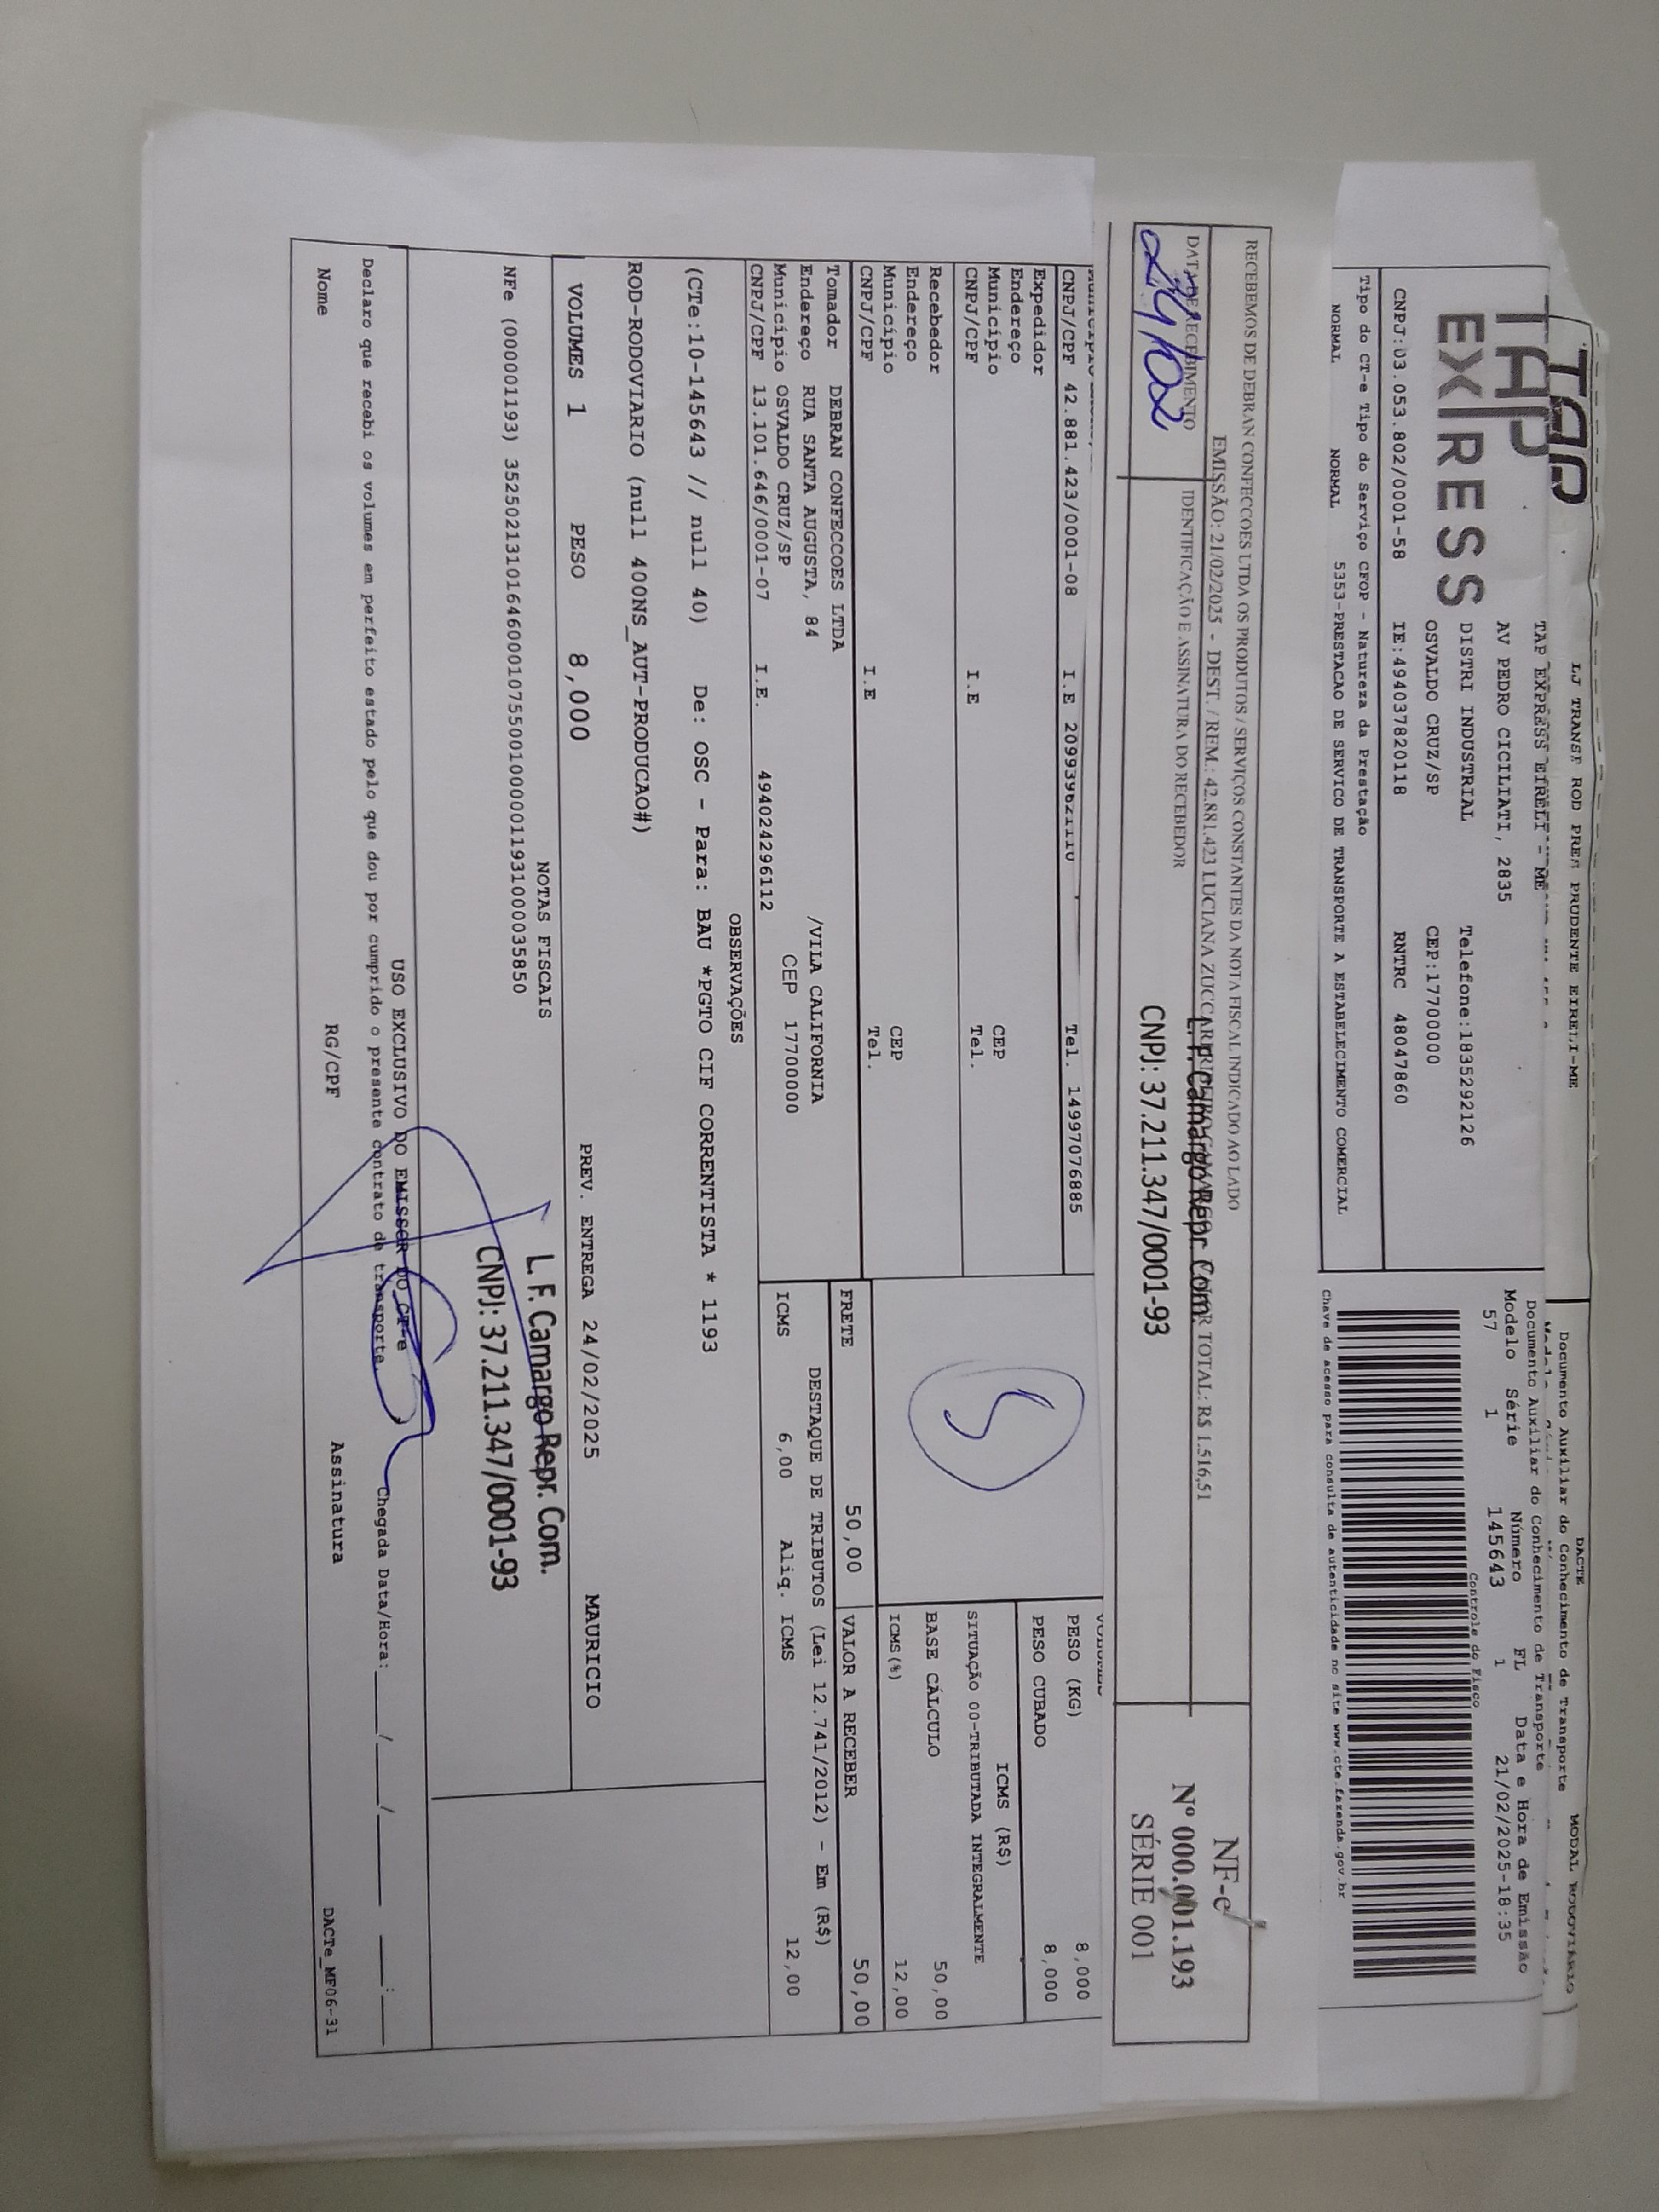 TAP
LJ TRANSP ROD PRES PRUDENTE EIRELI-ME
DACTE
MODAL RODOVIÁRIO
Documento Auxiliar do Conhecimento de Transporte
TAP EXPRESS
TAP EXPRESS EIRELI - ME
AV PEDRO CICILIATI, 2835
DISTRI INDUSTRIAL Telefone:1835292126
OSVALDO CRUZ/SP CEP:17700000
CNPJ:03.053.802/0001-58 IE:494037820118 RNTRC 48047860
Documento Auxiliar do Conhecimento de Transporte
Modelo Série Número FL Data e Hora de Emissão
57 1 145643 1 21/02/2025-18:35
Controle do Fisco
Tipo do CT-e Tipo do Serviço CFOP - Natureza da Prestação
NORMAL NORMAL 5353-PRESTACAO DE SERVICO DE TRANSPORTE A ESTABELECIMENTO COMERCIAL
Chave de acesso para consulta de autenticidade no site www.cte.fazenda.gov.br
RECEBEMOS DE DEBRAN CONFECCOES LTDA OS PRODUTOS / SERVIÇOS CONSTANTES DA NOTA FISCAL INDICADO AO LADO
EMISSÃO: 21/02/2025 - DEST. / REM.: 42.881.423 LUCIANA ZUCCARI TOTAL: R$ 1.516,51
DATA DE RECEBIMENTO
24/02
IDENTIFICAÇÃO E ASSINATURA DO RECEBEDOR
L. F. Camargo Repr. Com.
CNPJ: 37.211.347/0001-93
NF-e
Nº 000.001.193
SÉRIE 001
CNPJ/CPF 42.881.423/0001-08 I.E Tel. 14997076885
Expedidor
Endereço
Município CEP
CNPJ/CPF I.E Tel.
Recebedor
Endereço
Município CEP
CNPJ/CPF I.E Tel.
Tomador DEBRAN CONFECCOES LTDA
Endereço RUA SANTA AUGUSTA, 84 /VILA CALIFORNIA
Município OSVALDO CRUZ/SP CEP 17700000
CNPJ/CPF 13.101.646/0001-07 I.E. 494024296112
S
PESO (KG) 8,000
PESO CUBADO 8,000
ICMS (R$)
SITUAÇÃO 00-TRIBUTADA INTEGRALMENTE
BASE CÁLCULO 50,00
ICMS(%) 12,00
FRETE 50,00 VALOR A RECEBER 50,00
DESTAQUE DE TRIBUTOS (Lei 12.741/2012) - Em (R$)
ICMS 6,00 Aliq. ICMS 12,00
OBSERVAÇÕES
(CTe:10-145643 // null 40) De: OSC - Para: BAU *PGTO CIF CORRENTISTA * 1193
ROD-RODOVIARIO (null 400NS_AUT-PRODUCAO#)
VOLUMES 1 PESO 8,000 PREV. ENTREGA 24/02/2025 MAURICIO
NOTAS FISCAIS
NFe (000001193) 35250213101646000107550010000011931000035850
L. F. Camargo Repr. Com.
CNPJ: 37.211.347/0001-93
USO EXCLUSIVO DO EMISSOR DO CT-e
Declaro que recebi os volumes em perfeito estado pelo que dou por cumprido o presente contrato de transporte. Chegada Data/Hora:____/____/____ ___:___
Nome RG/CPF Assinatura DACTe_MF06-31